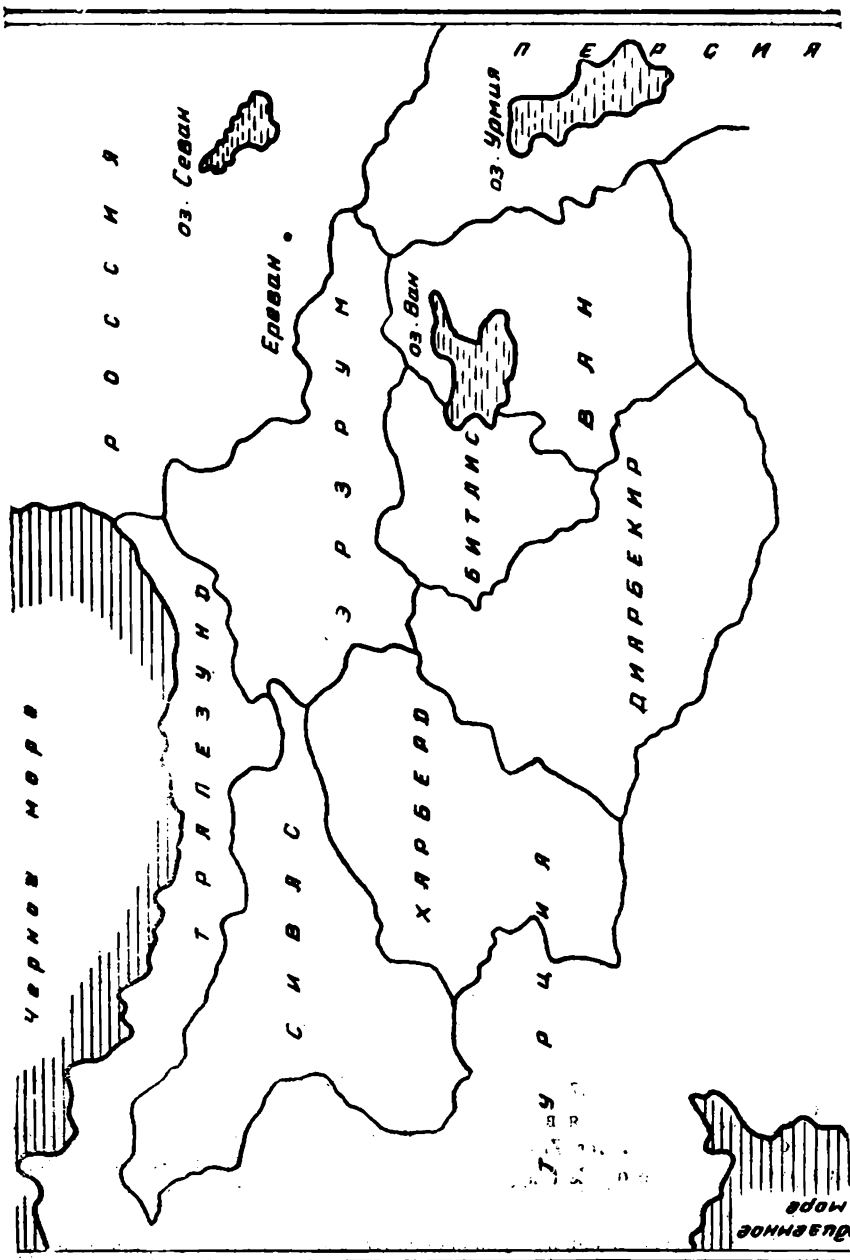 ПЕРСИЯ
РОССИЯ
оз. Севан
оз. Урмия
Ереван
оз. Ван
ЭРЗРУМ
ВАН
БИТЛИС
ДИАРБЕКИР
ТРАПЕЗУНД
Черное море
ХАРБЕРД
СИВАС
ТУРЦИЯ
море